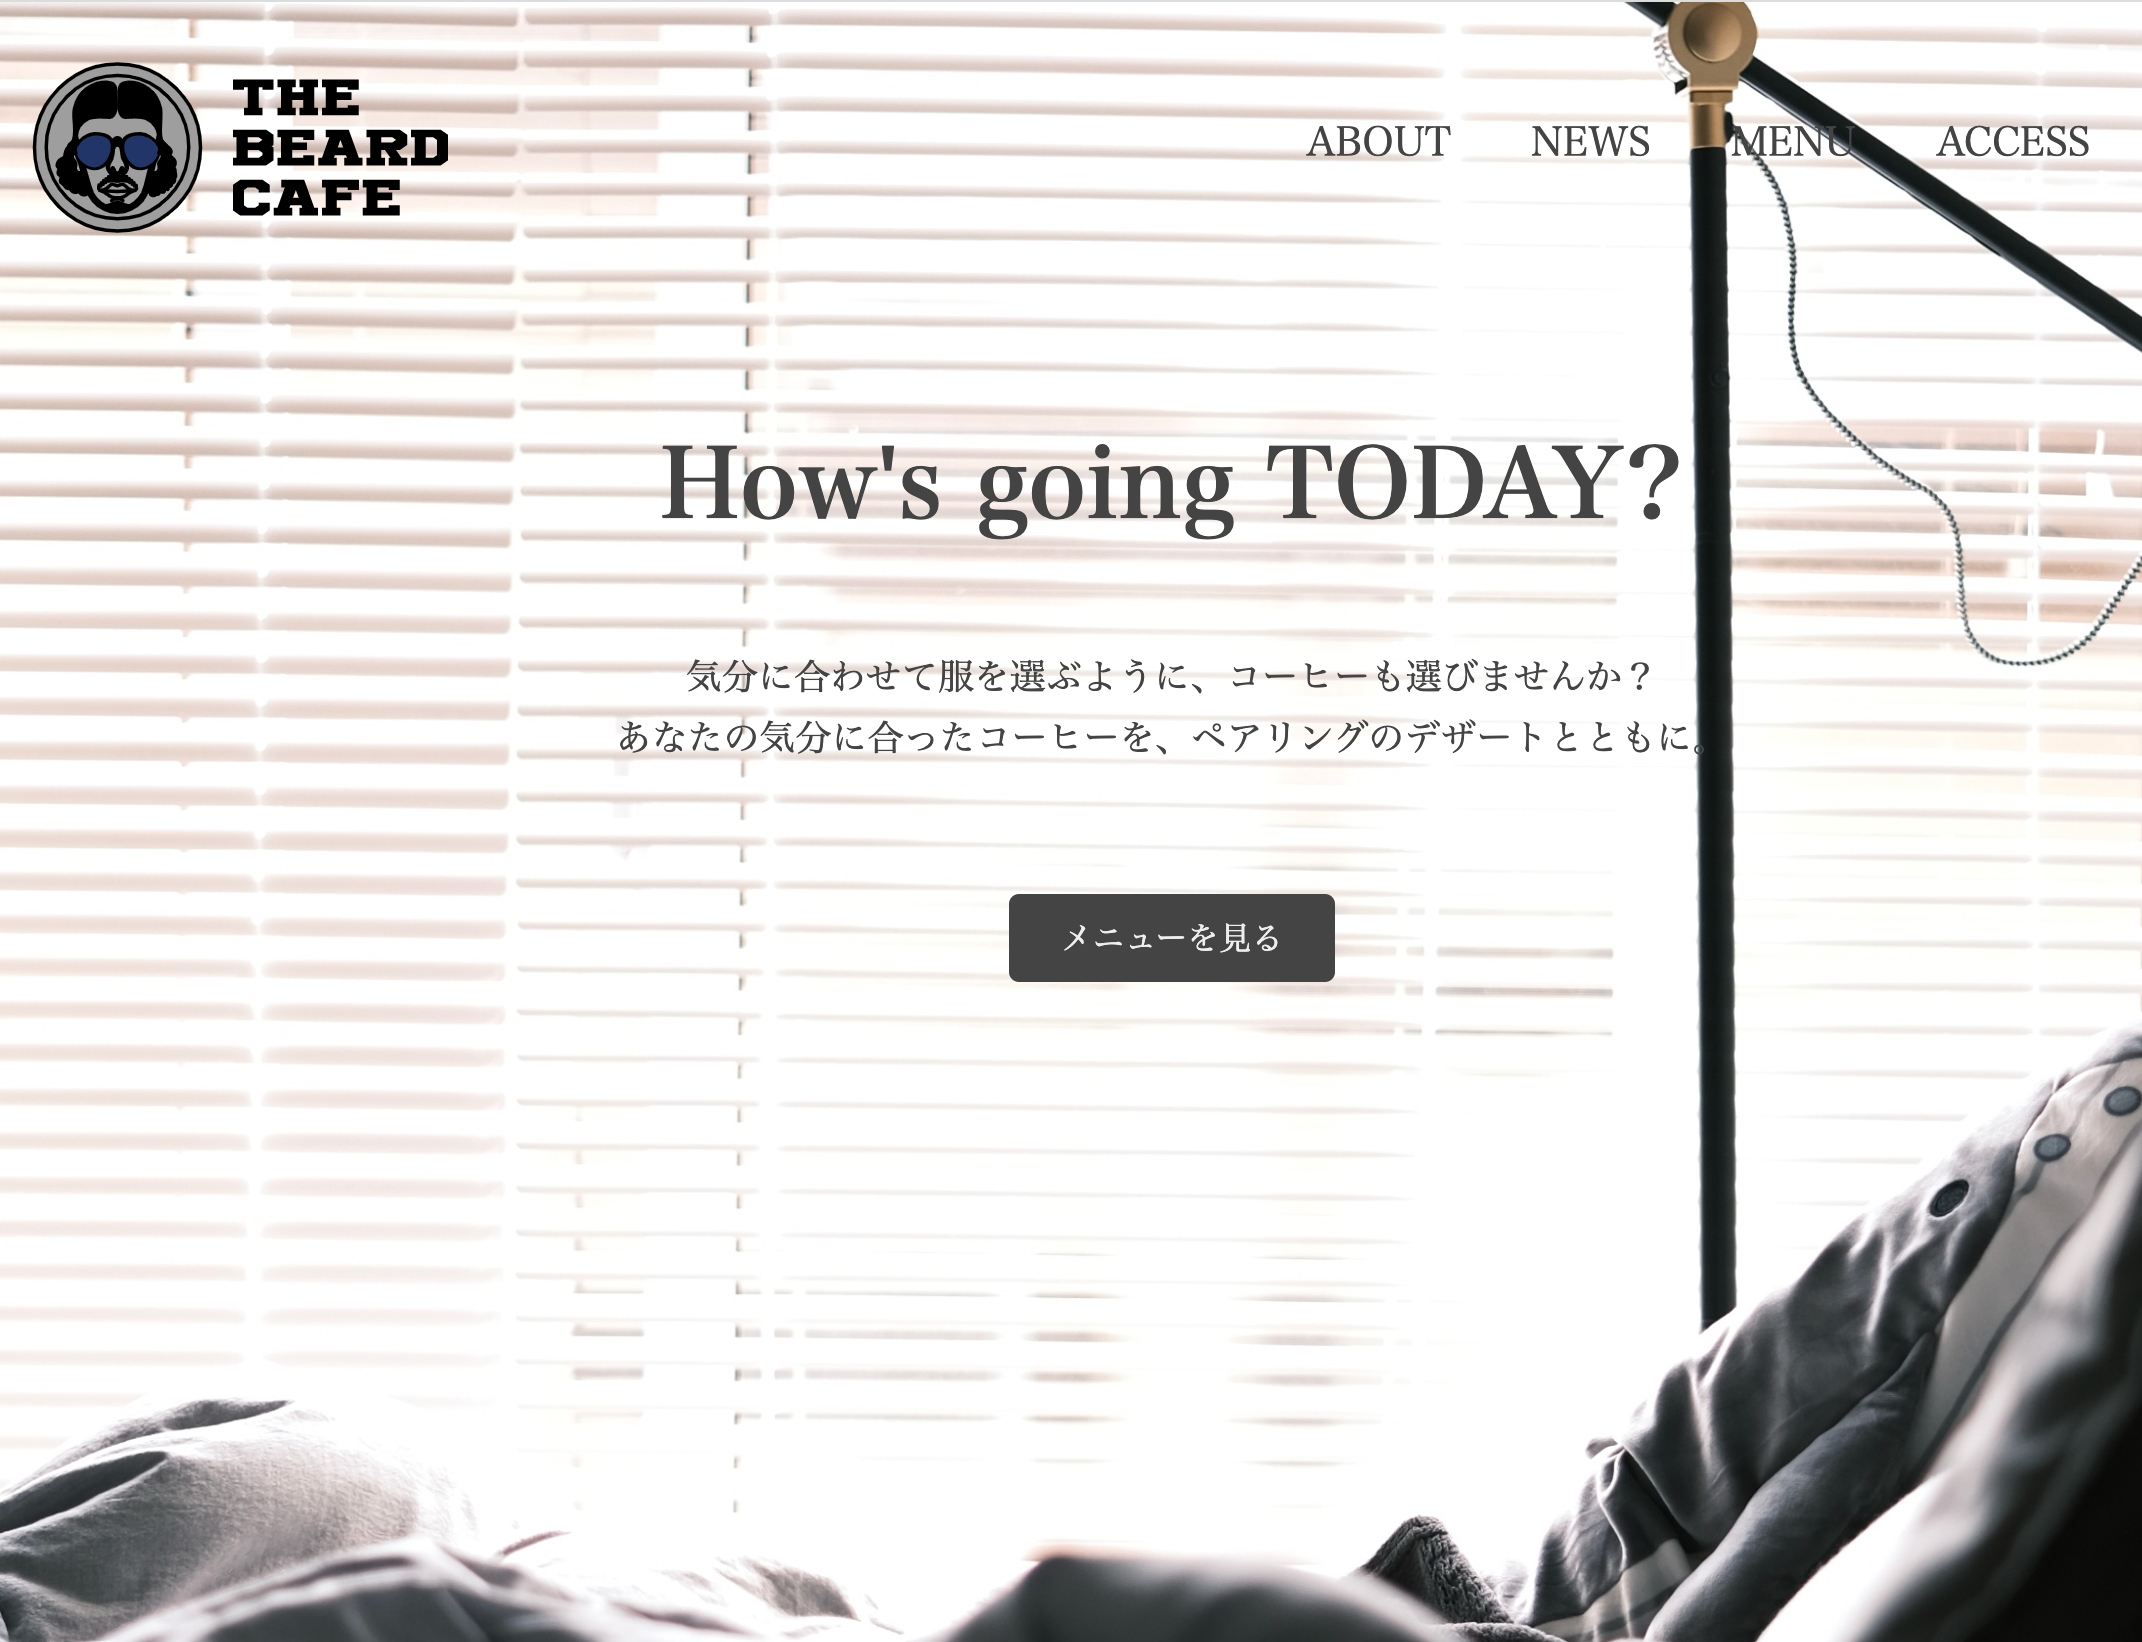 THE
BEARD
CAFE
ABOUT NEWS MENU ACCESS
How's going TODAY?
気分に合わせて服を選ぶように、コーヒーも選びませんか？
あなたの気分に合ったコーヒーを、ペアリングのデザートとともに。
メニューを見る